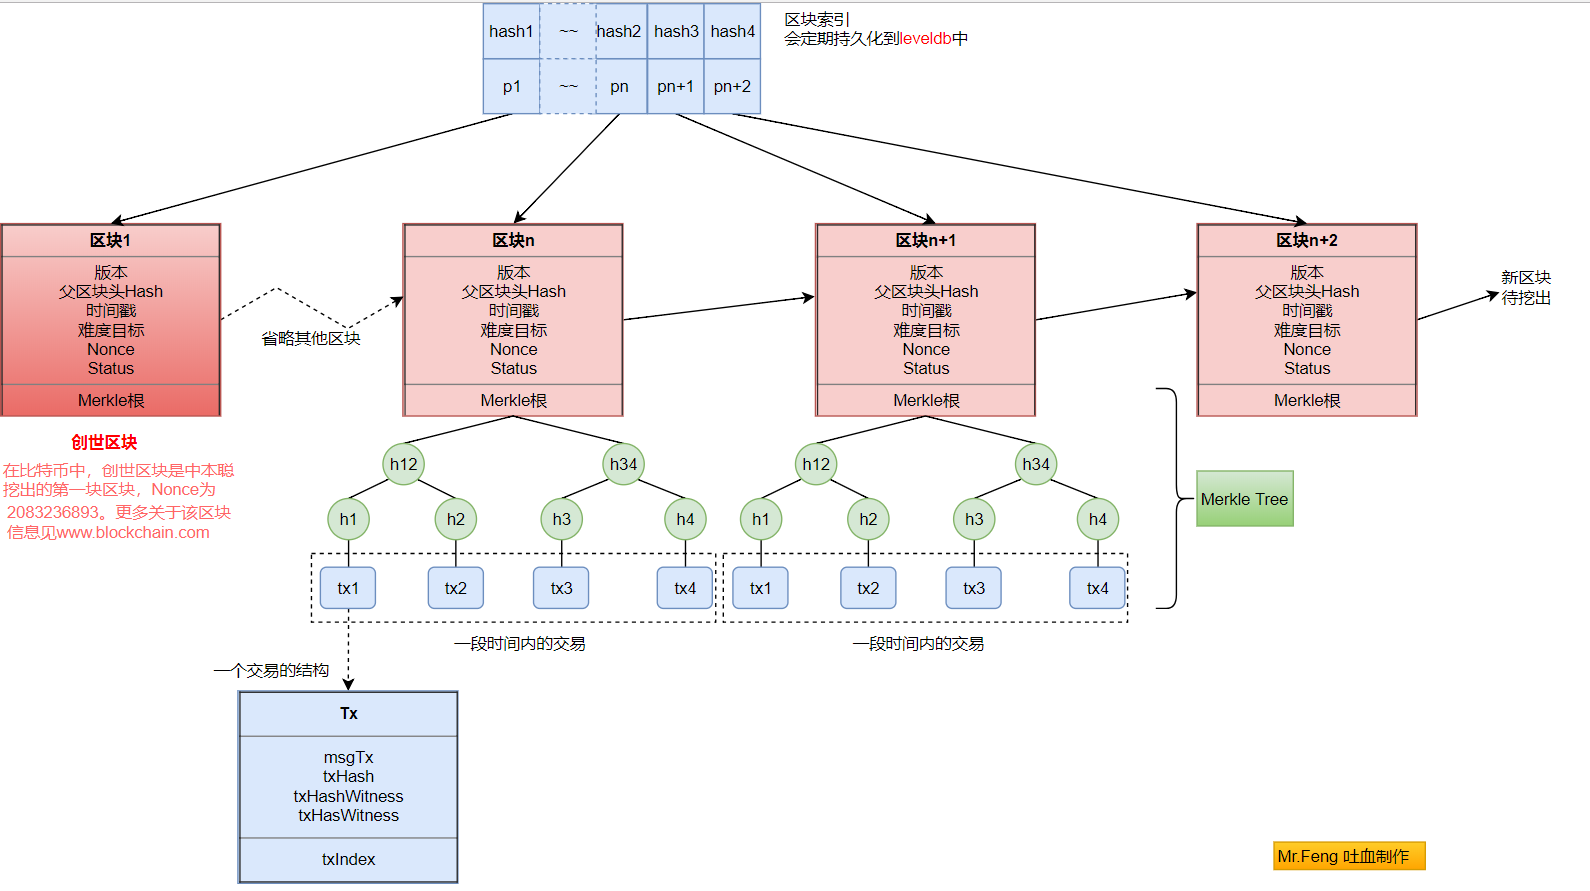 hash1 ~~ hash2 hash3 hash4
p1 ~~ pn pn+1 pn+2
区块索引
会定期持久化到leveldb中
区块1
版本
父区块头Hash
时间戳
难度目标
Nonce
Status
Merkle根
省略其他区块
区块n
版本
父区块头Hash
时间戳
难度目标
Nonce
Status
Merkle根
区块n+1
版本
父区块头Hash
时间戳
难度目标
Nonce
Status
Merkle根
区块n+2
版本
父区块头Hash
时间戳
难度目标
Nonce
Status
Merkle根
新区块
待挖出
创世区块
在比特币中，创世区块是中本聪
挖出的第一块区块，Nonce为
2083236893。更多关于该区块
信息见www.blockchain.com
h12 h34
h1 h2 h3 h4
tx1 tx2 tx3 tx4
一段时间内的交易
h12 h34
h1 h2 h3 h4
tx1 tx2 tx3 tx4
一段时间内的交易
Merkle Tree
一个交易的结构
Tx
msgTx
txHash
txHashWitness
txHasWitness
txIndex
Mr.Feng 吐血制作